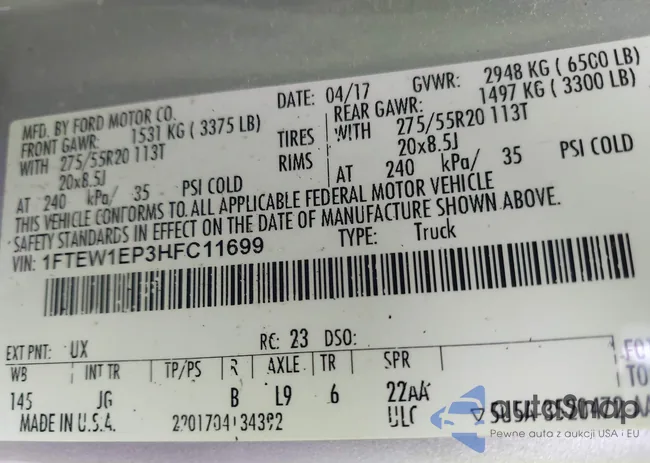 MFD. BY FORD MOTOR CO. DATE: 04/17 GVWR: 2948 KG ( 6500 LB)
FRONT GAWR: 1531 KG ( 3375 LB) REAR GAWR: 1497 KG ( 3300 LB)
WITH 275/55R20 113T TIRES WITH 275/55R20 113T
20x8.5J RIMS 20x8.5J
AT 240 kPa/ 35 PSI COLD AT 240 kPa/ 35 PSI COLD
THIS VEHICLE CONFORMS TO ALL APPLICABLE FEDERAL MOTOR VEHICLE
SAFETY STANDARDS IN EFFECT ON THE DATE OF MANUFACTURE SHOWN ABOVE.
VIN: 1FTEW1EP3HFC11699 TYPE: Truck
EXT PNT: UX RC: 23 DSO:
WB INT TR TP/PS R AXLE TR SPR
145 JG B L9 6 22AA
MADE IN U.S.A. ULC
autoSnap
Pewne auta z aukcji USA i EU